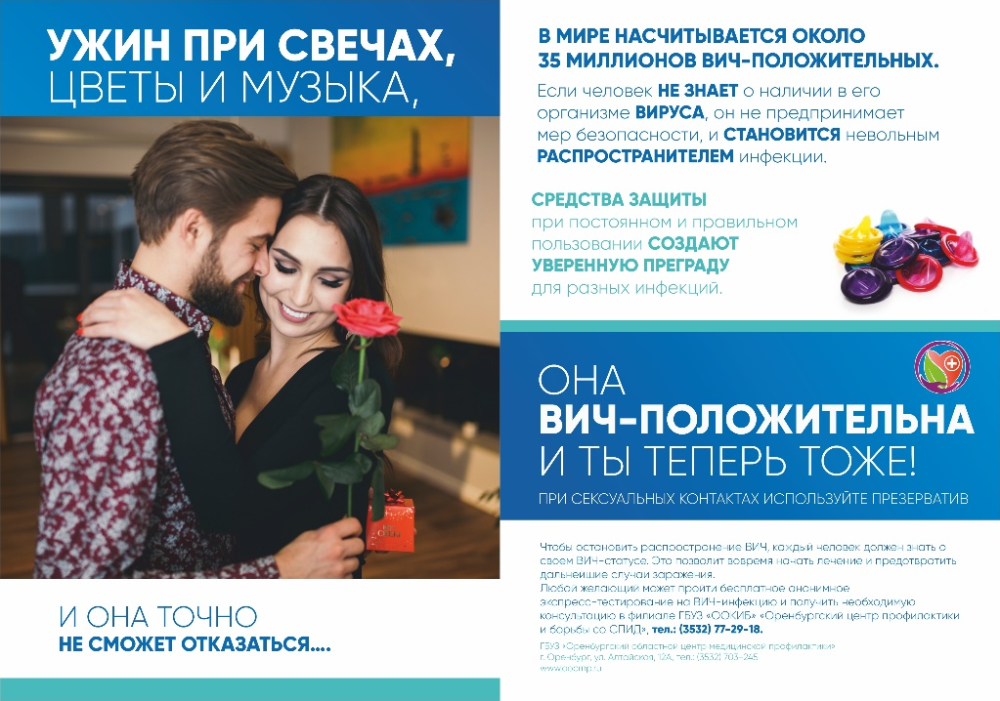 УЖИН ПРИ СВЕЧАХ,
ЦВЕТЫ И МУЗЫКА,
И ОНА ТОЧНО
НЕ СМОЖЕТ ОТКАЗАТЬСЯ....
В МИРЕ НАСЧИТЫВАЕТСЯ ОКОЛО
35 МИЛЛИОНОВ ВИЧ-ПОЛОЖИТЕЛЬНЫХ.
Если человек НЕ ЗНАЕТ о наличии в его
организме ВИРУСА, он не предпринимает
мер безопасности, и СТАНОВИТСЯ невольным
РАСПРОСТРАНИТЕЛЕМ инфекции.
СРЕДСТВА ЗАЩИТЫ
при постоянном и правильном
пользовании СОЗДАЮТ
УВЕРЕННУЮ ПРЕГРАДУ
для разных инфекций.
ОНА
ВИЧ-ПОЛОЖИТЕЛЬНА
И ТЫ ТЕПЕРЬ ТОЖЕ!
ПРИ СЕКСУАЛЬНЫХ КОНТАКТАХ ИСПОЛЬЗУЙТЕ ПРЕЗЕРВАТИВ
Чтобы остановить распространение ВИЧ, каждый человек должен знать о
своем ВИЧ-статусе. Это позволит вовремя начать лечение и предотвратить
дальнейшие случаи заражения.
Любой желающий может пройти бесплатное анонимное
экспресс-тестирование на ВИЧ-инфекцию и получить необходимую
консультацию в филиале ГБУЗ «ООКИБ» «Оренбургский центр профилактики
и борьбы со СПИД», тел.: (3532) 77-29-18.
ГБУЗ «Оренбургский областной центр медицинской профилактики»
г. Оренбург, ул. Алтайская, 12А, тел.: (3532) 703-245
www.oocmp.ru